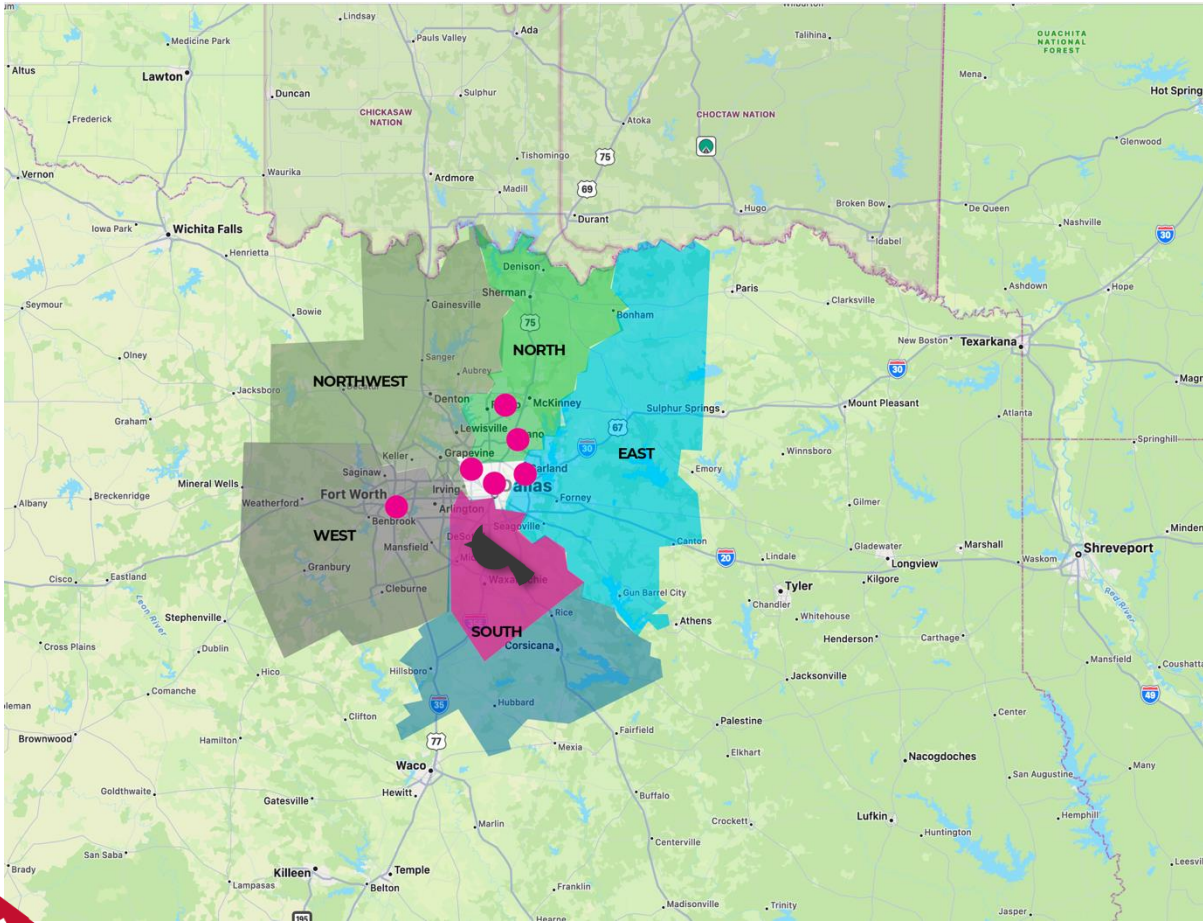 Lindsay
Pauls Valley
Ada
Talihina
OUACHITA
NATIONAL
FOREST
Medicine Park
Altus
Lawton
Mena
Duncan
Sulphur
Hot Spring
Frederick
CHICKASAW
NATION
CHOCTAW NATION
Atoka
Glenwood
Tishomingo
75
Vernon
Waurika
Ardmore
Madill
69
Iowa Park
Wichita Falls
Durant
Hugo
Broken Bow
De Queen
Nashville
30
Henrietta
Idabel
Denison
Seymour
Gainesville
Sherman
Paris
Clarksville
Ashdown
Hope
Bowie
75
Bonham
NORTH
New Boston
Texarkana
Olney
Sanger
30
NORTHWEST
Aubrey
Magn
Jacksboro
Denton
McKinney
Sulphur Springs
Mount Pleasant
Atlanta
Graham
Lewisville
67
Grapevine
30
EAST
Springhill
Keller
Saginaw
Emory
Winnsboro
Mineral Wells
Irving
Dallas
Albany
Breckenridge
Weatherford
Fort Worth
Arlington
Forney
Gilmer
Benbrook
Seagoville
Minden
WEST
Mansfield
Canton
Gladewater
Marshall
20
Lindale
Longview
Shreveport
Granbury
Waskom
Cisco
Eastland
Cleburne
Tyler
Kilgore
Leon River
Gun Barrel City
Chandler
Red River
Stephenville
Rice
Whitehouse
Athens
SOUTH
Henderson
Carthage
Cross Plains
Dublin
Corsicana
Hico
Hillsboro
Mansfield
Coushatta
Jacksonville
Comanche
35
Hubbard
49
Clifton
Center
Palestine
Brownwood
Hamilton
77
Fairfield
Mexia
Elkhart
Waco
Nacogdoches
Many
Hewitt
San Augustine
Goldthwaite
Gatesville
Buffalo
Marlin
Crockett
Lufkin
Hemphill
Huntington
San Saba
Centerville
Brady
Killeen
Temple
Lampasas
Belton
Franklin
Madisonville
Trinity
Jasper
195
Hearne